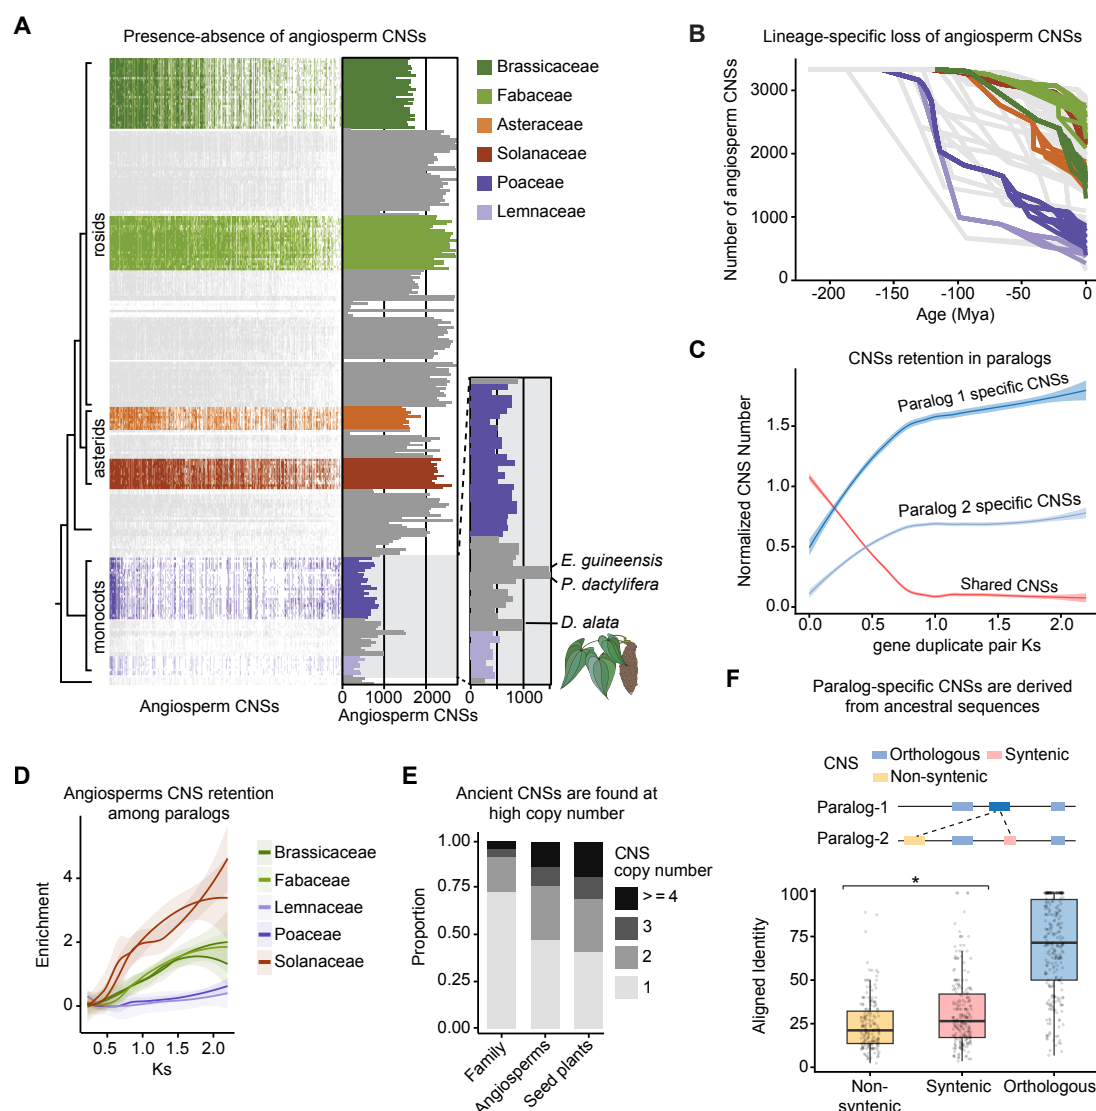 A
Presence-absence of angiosperm CNSs
rosids
asterids
monocots
Brassicaceae
Fabaceae
Asteraceae
Solanaceae
Poaceae
Lemnaceae
E. guineensis
P. dactylifera
D. alata
0 1000 2000
0 1000
Angiosperm CNSs
Angiosperm CNSs
B
Lineage-specific loss of angiosperm CNSs
Number of angiosperm CNSs
3000
2000
1000
0
-200 -150 -100 -50 0
Age (Mya)
C
CNSs retention in paralogs
Normalized CNS Number
1.5
1.0
0.5
0.0
Paralog 1 specific CNSs
Paralog 2 specific CNSs
Shared CNSs
0.0 0.5 1.0 1.5 2.0
gene duplicate pair Ks
D
Angiosperms CNS retention
among paralogs
Enrichment
4
2
0
0.5 1.0 1.5 2.0
Ks
Brassicaceae
Fabaceae
Lemnaceae
Poaceae
Solanaceae
E
Ancient CNSs are found at
high copy number
Proportion
1.00
0.75
0.50
0.25
0.00
Family
Angiosperms
Seed plants
CNS
copy number
>=4
3
2
1
F
Paralog-specific CNSs are derived
from ancestral sequences
CNS
Orthologous
Syntenic
Non-syntenic
Paralog-1
Paralog-2
*
Aligned Identity
100
75
50
25
0
Non-
syntenic
Syntenic
Orthologous